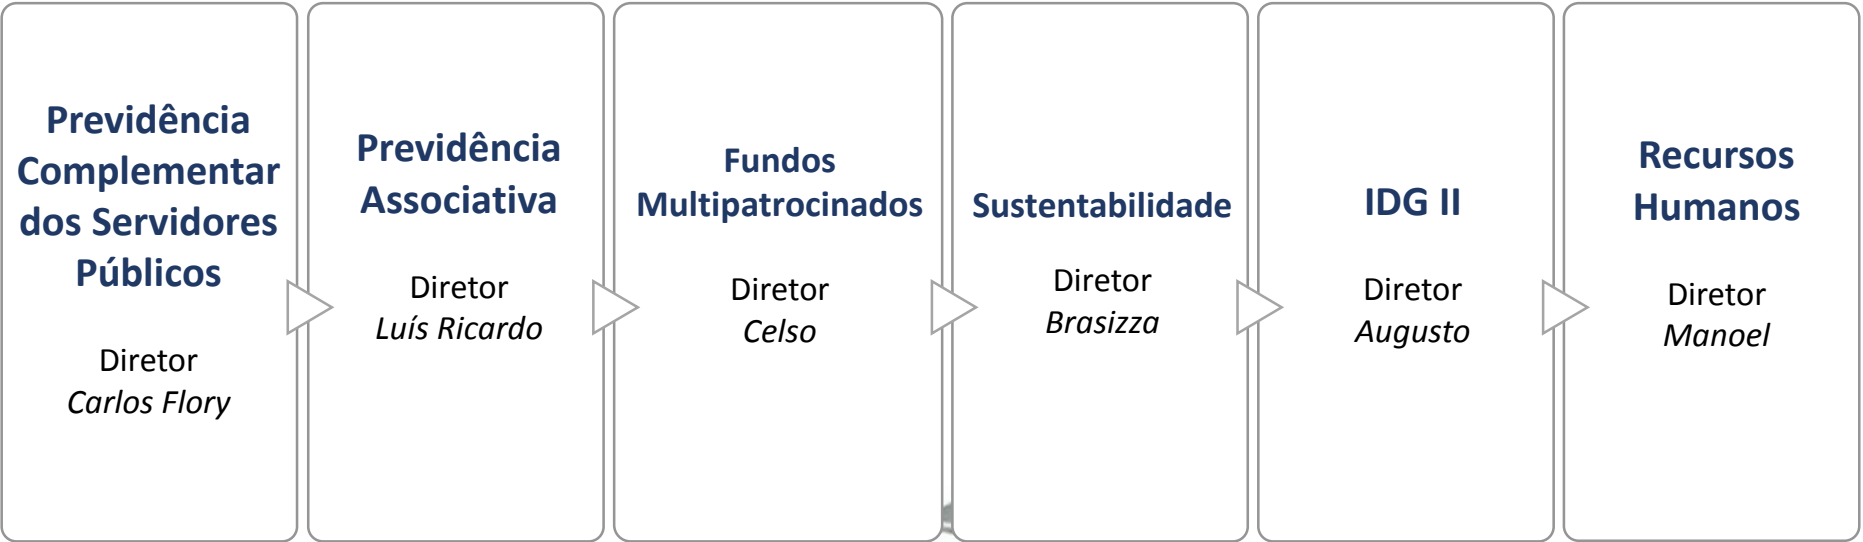 Previdência
Complementar
dos Servidores
Públicos
Diretor
Carlos Flory
Previdência
Associativa
Diretor
Luís Ricardo
Fundos
Multipatrocinados
Diretor
Celso
Sustentabilidade
Diretor
Brasizza
IDG II
Diretor
Augusto
Recursos
Humanos
Diretor
Manoel